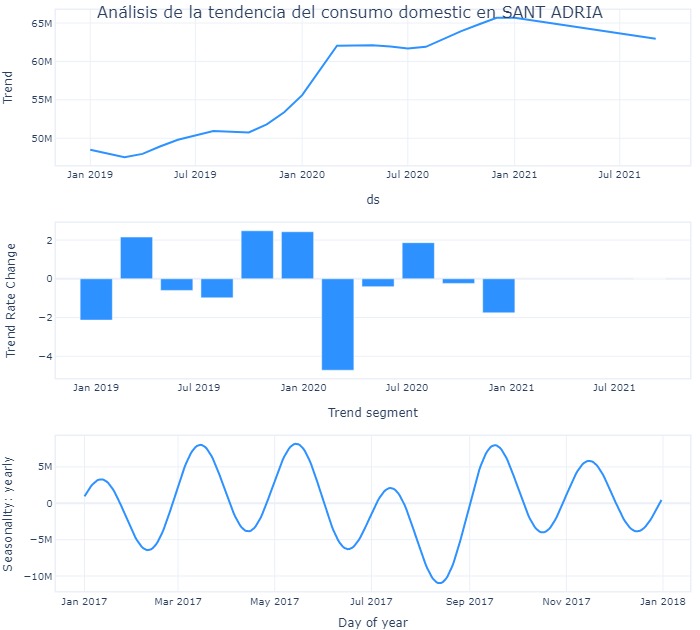 Análisis de la tendencia del consumo domestic en SANT ADRIA
65M
60M
55M
50M
Trend
Jan 2019 Jul 2019 Jan 2020 Jul 2020 Jan 2021 Jul 2021
ds
2
0
−2
−4
Trend Rate Change
Jan 2019 Jul 2019 Jan 2020 Jul 2020 Jan 2021 Jul 2021
Trend segment
5M
0
−5M
−10M
Seasonality: yearly
Jan 2017 Mar 2017 May 2017 Jul 2017 Sep 2017 Nov 2017 Jan 2018
Day of year